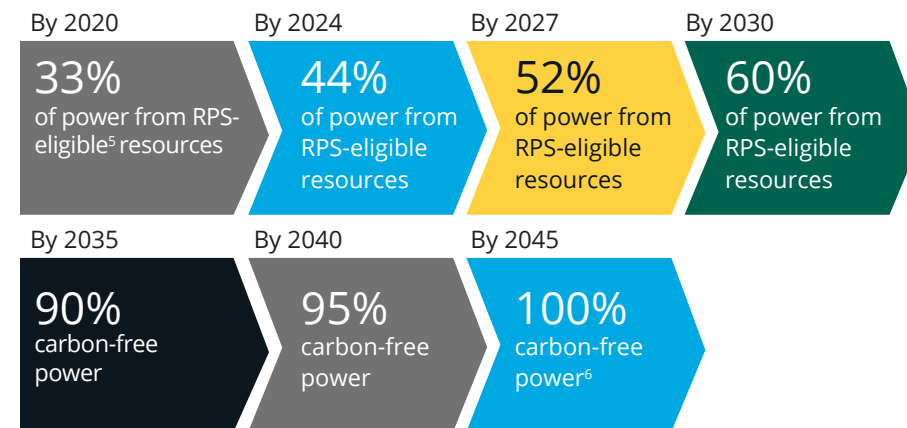 By 2020
33%
of power from RPS-
eligible⁵ resources
By 2024
44%
of power from
RPS-eligible
resources
By 2027
52%
of power from
RPS-eligible
resources
By 2030
60%
of power from
RPS-eligible
resources
By 2035
90%
carbon-free
power
By 2040
95%
carbon-free
power
By 2045
100%
carbon-free
power⁶